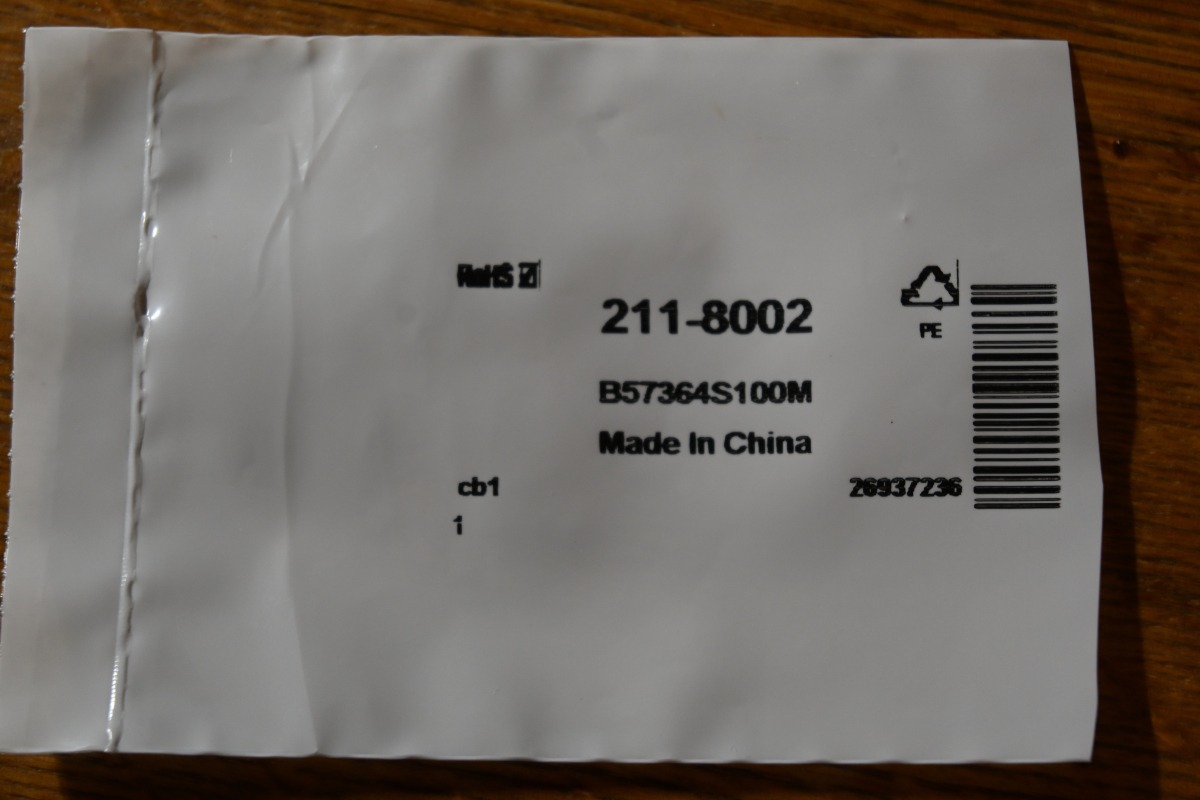 RoHS
211-8002
PE
B57364S100M
Made In China
cb1
26937236
1